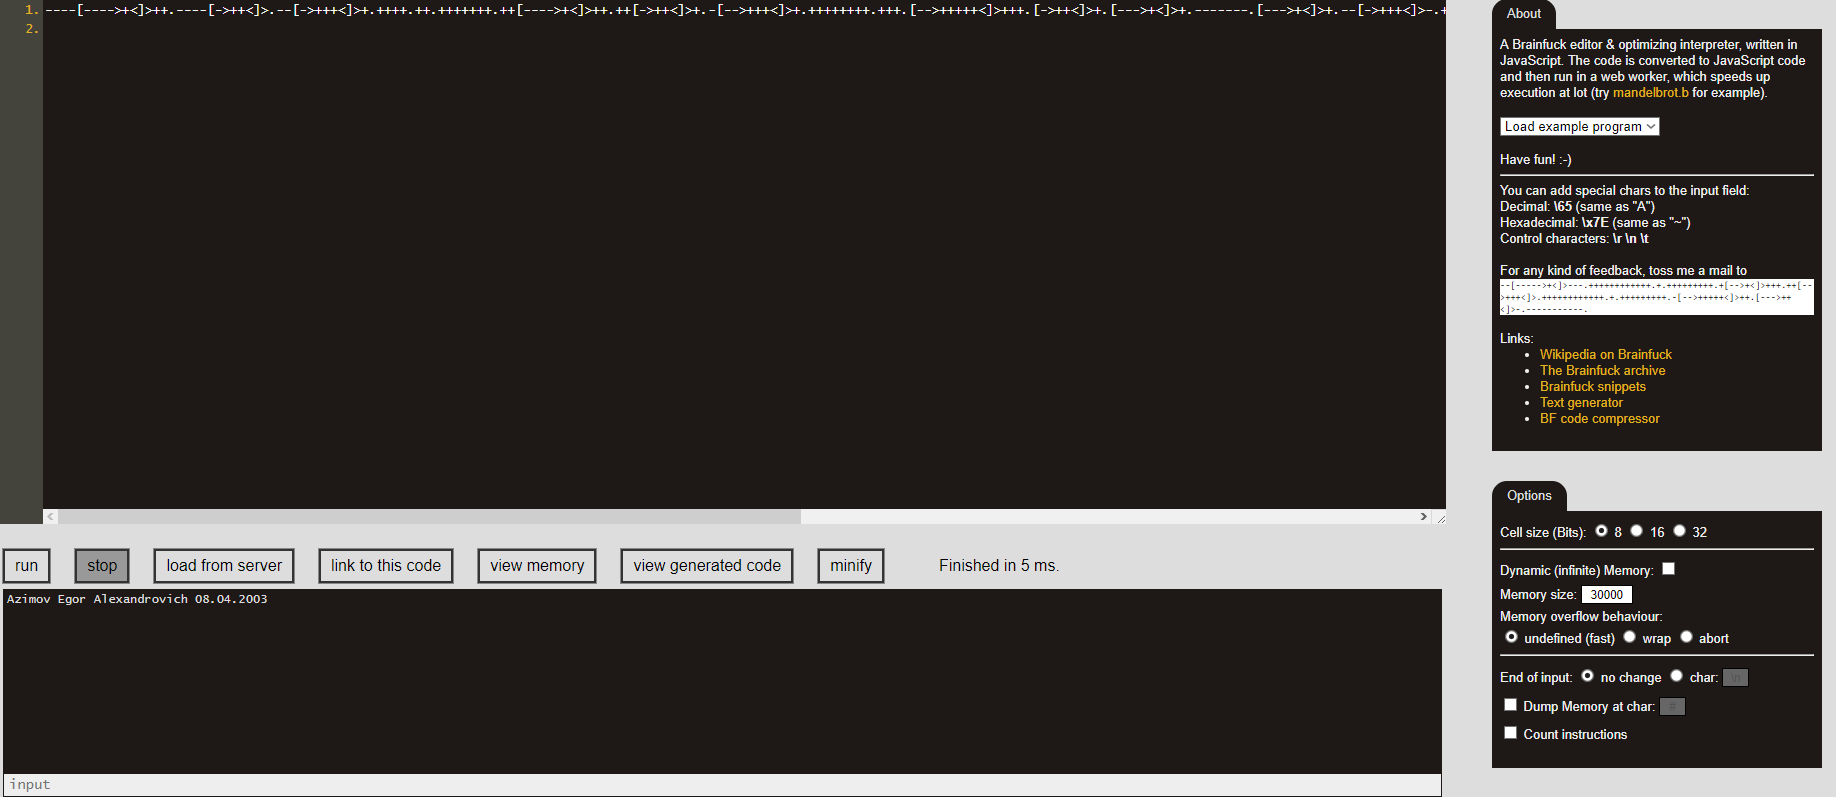 1. ----[---->+<]>++.----[->++<]>.--[->+++<]>+.++++.++.+++++++.++[---->+<]>++.++[->++<]>+.-[-->+++<]>+.++++++++.+++.[-->+++++<]>+++.[->++<]>+.[--->+<]>+.-------.[--->+<]>+.--[->+++<]>-.+
2.
run
stop
load from server
link to this code
view memory
view generated code
minify
Finished in 5 ms.
Azimov Egor Alexandrovich 08.04.2003
input
About
A Brainfuck editor & optimizing interpreter, written in
JavaScript. The code is converted to JavaScript code
and then run in a web worker, which speeds up
execution at lot (try mandelbrot.b for example).
Load example program
Have fun! :-)
You can add special chars to the input field:
Decimal: \65 (same as "A")
Hexadecimal: \x7E (same as "~")
Control characters: \r \n \t
For any kind of feedback, toss me a mail to
--[----->+<]>---.++++++++++++.+.+++++++++.+[-->+<]>+++.++[--
>+++<]>.++++++++++++.+.+++++++++.-[-->+++++<]>++.[--->++
<]>-.-----------.
Links:
• Wikipedia on Brainfuck
• The Brainfuck archive
• Brainfuck snippets
• Text generator
• BF code compressor
Options
Cell size (Bits): 8 16 32
Dynamic (infinite) Memory:
Memory size: 30000
Memory overflow behaviour:
undefined (fast) wrap abort
End of input: no change char: \n
Dump Memory at char: #
Count instructions